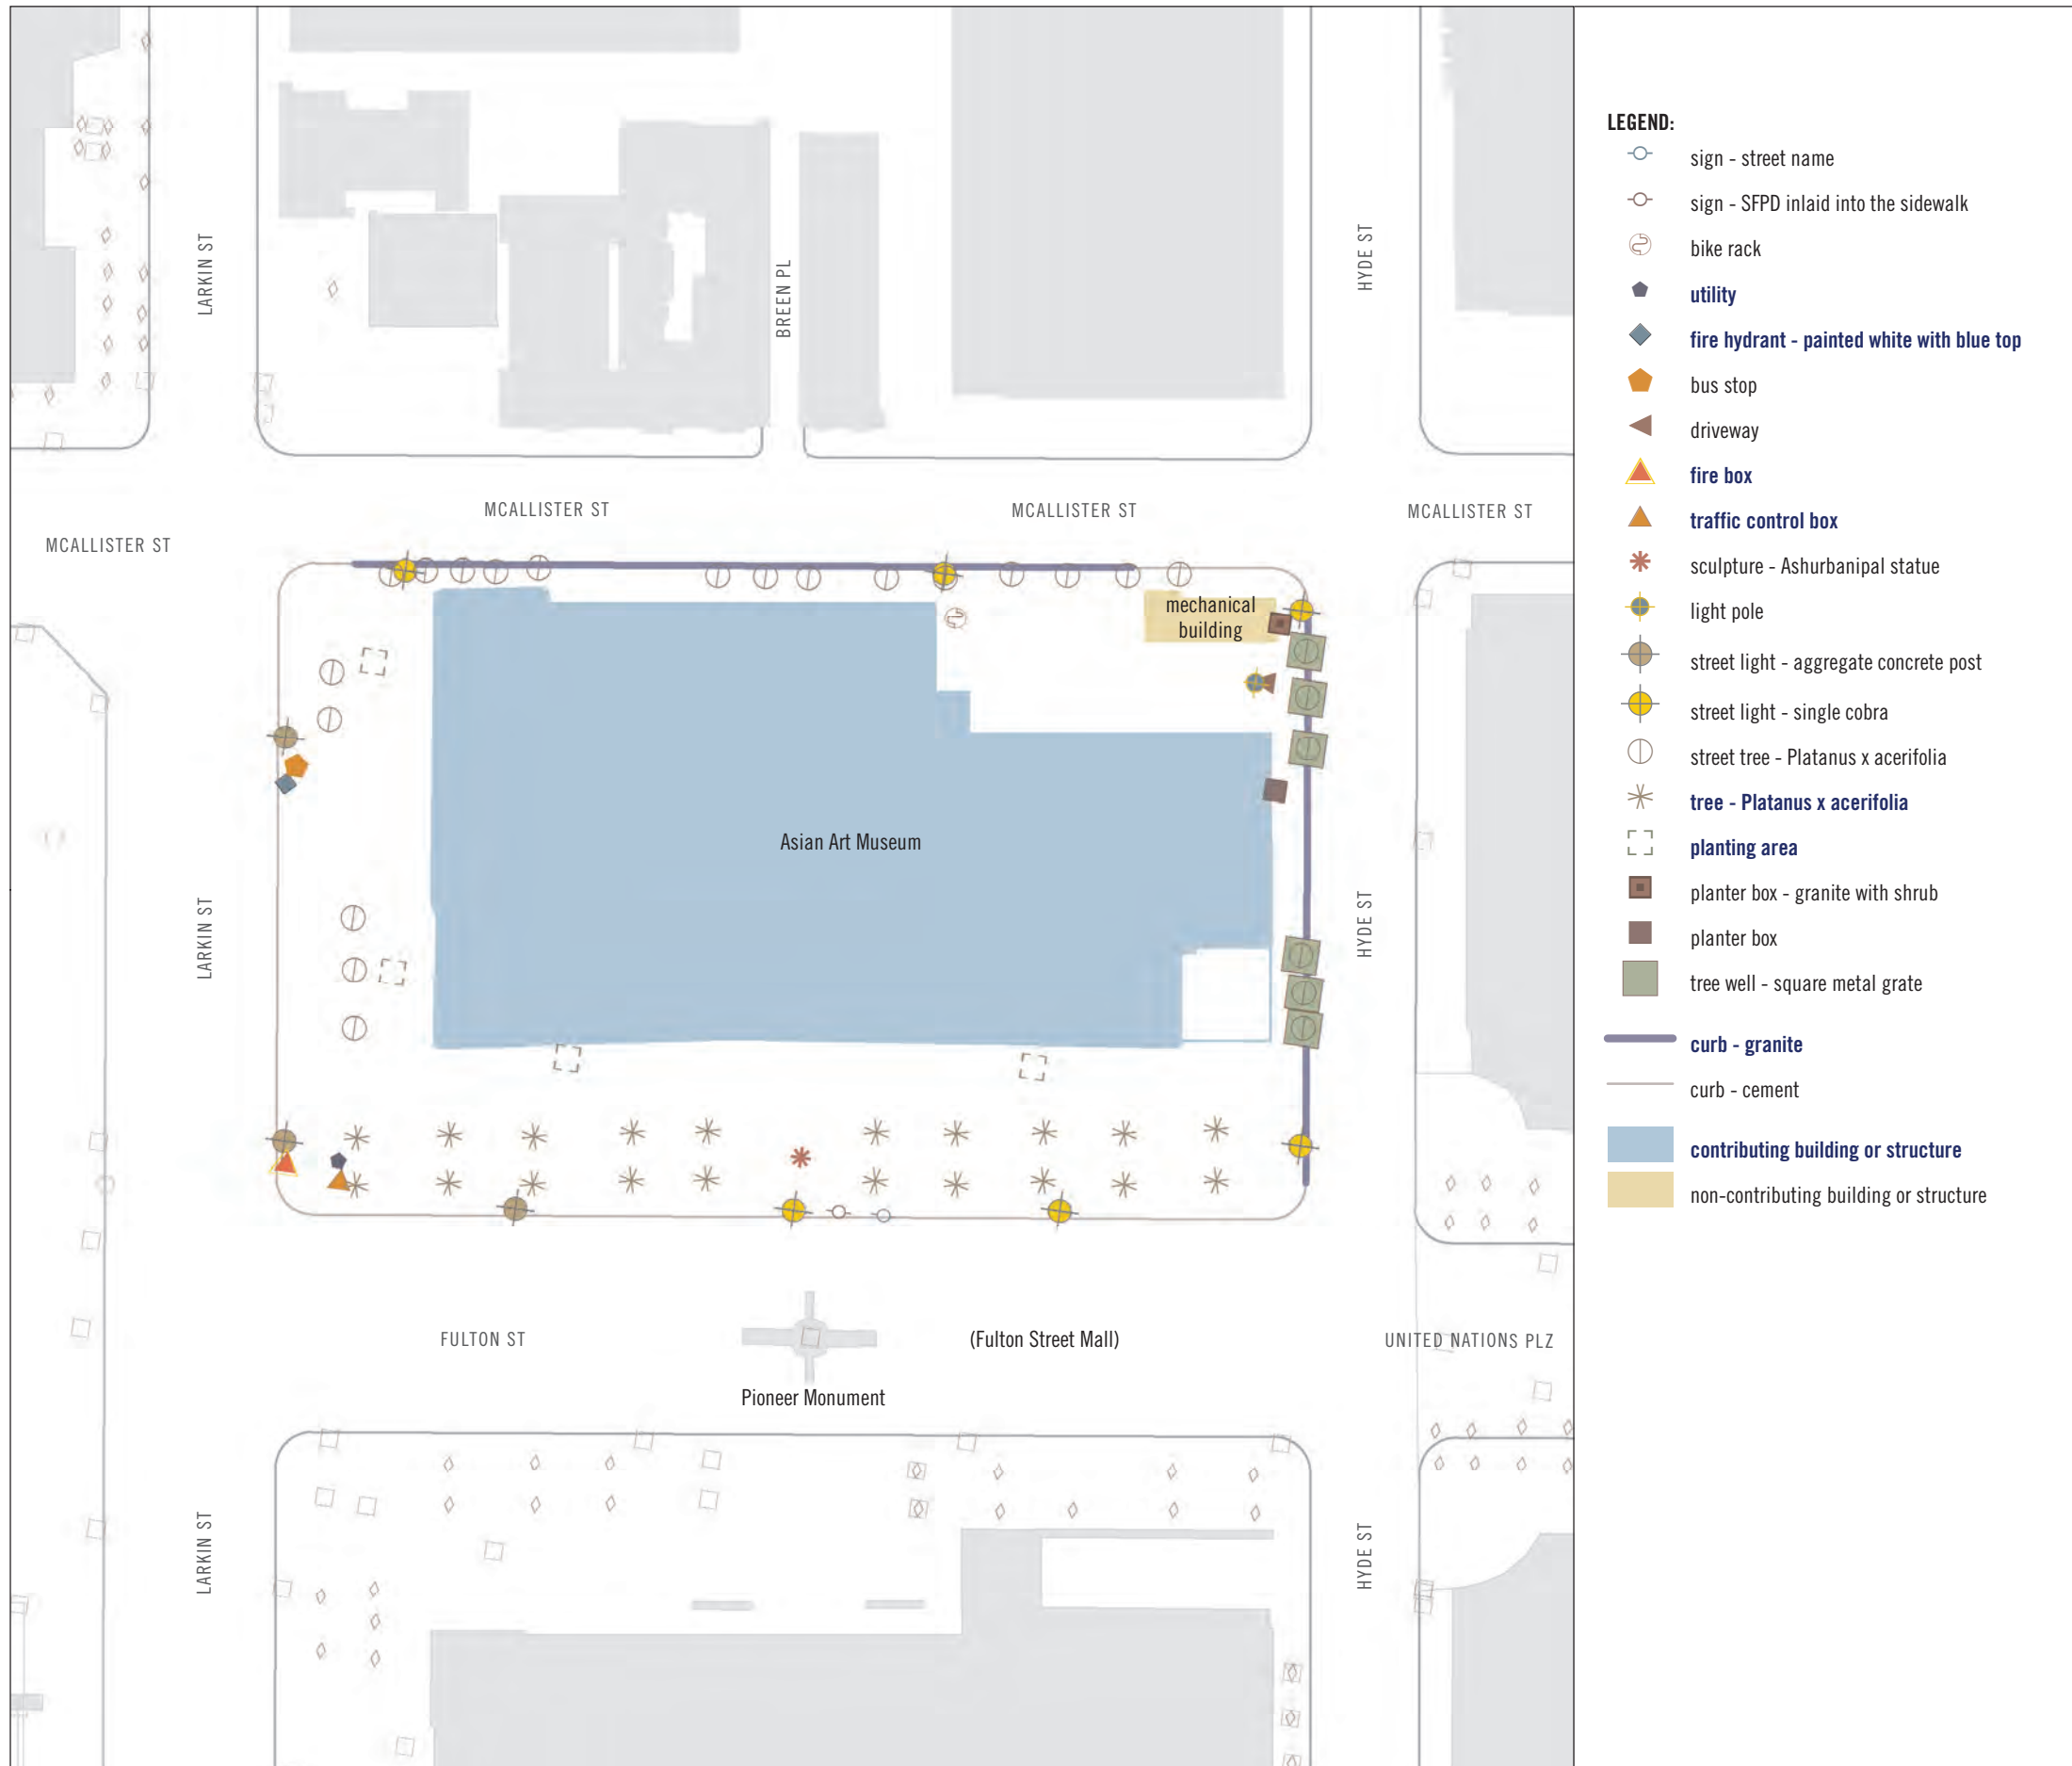 LARKIN ST
BREEN PL
HYDE ST
MCALLISTER ST
MCALLISTER ST
MCALLISTER ST
MCALLISTER ST
mechanical
building
Asian Art Museum
LARKIN ST
HYDE ST
FULTON ST
(Fulton Street Mall)
UNITED NATIONS PLZ
Pioneer Monument
LARKIN ST
HYDE ST
LEGEND:
sign - street name
sign - SFPD inlaid into the sidewalk
bike rack
utility
fire hydrant - painted white with blue top
bus stop
driveway
fire box
traffic control box
sculpture - Ashurbanipal statue
light pole
street light - aggregate concrete post
street light - single cobra
street tree - Platanus x acerifolia
tree - Platanus x acerifolia
planting area
planter box - granite with shrub
planter box
tree well - square metal grate
curb - granite
curb - cement
contributing building or structure
non-contributing building or structure